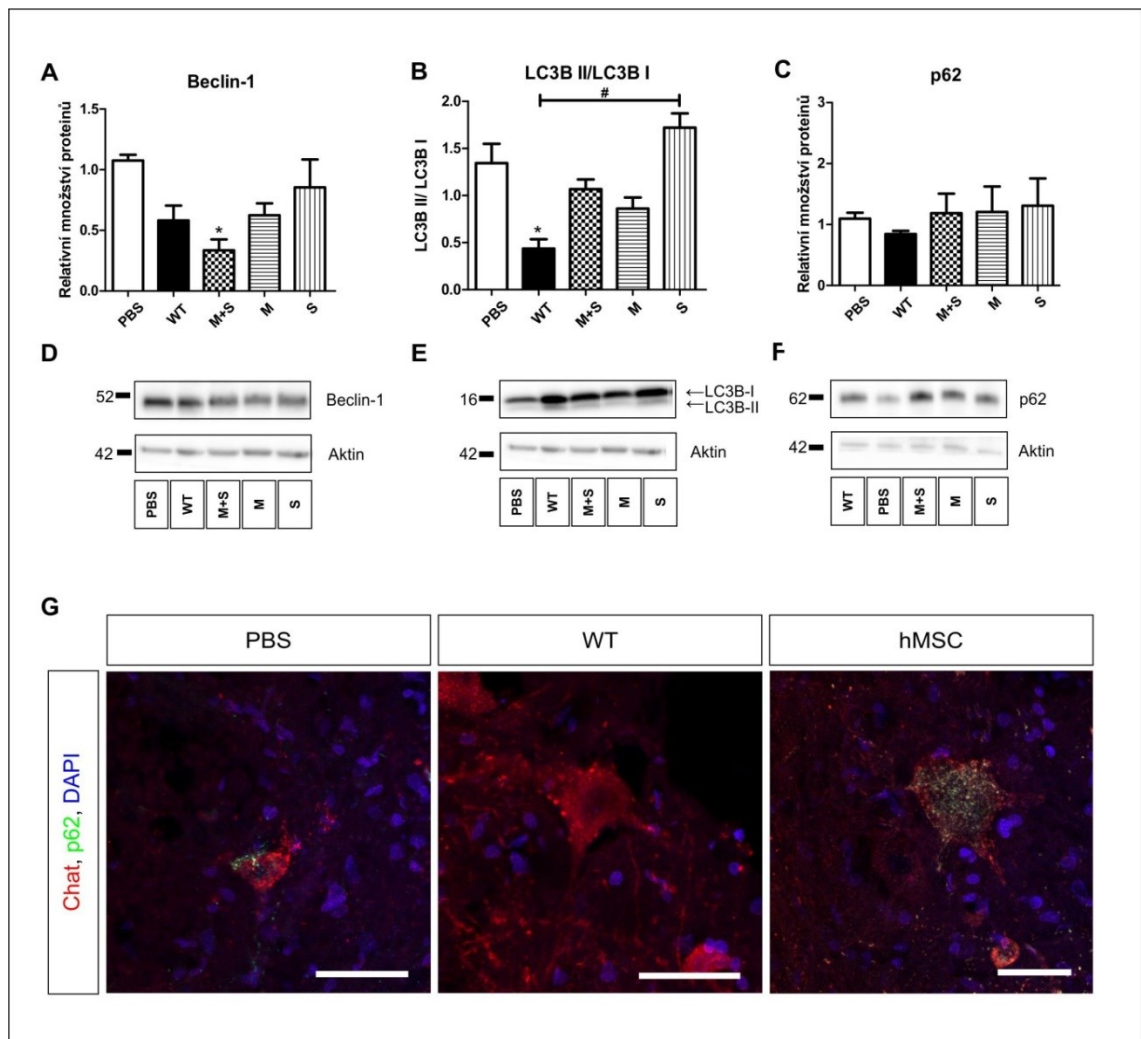 A
Beclin-1
Relativní množství proteinů
1.5
1.0
0.5
0.0
*
PBS
WT
M+S
M
S
B
LC3B II/LC3B I
LC3B II/ LC3B I
2.0
1.5
1.0
0.5
0.0
#
*
PBS
WT
M+S
M
S
C
p62
Relativní množství proteinů
3
2
1
0
PBS
WT
M+S
M
S
D
52
Beclin-1
42
Aktin
PBS
WT
M+S
M
S
E
16
←LC3B-I
←LC3B-II
42
Aktin
PBS
WT
M+S
M
S
F
62
p62
42
Aktin
WT
PBS
M+S
M
S
G
PBS
WT
hMSC
Chat, p62, DAPI